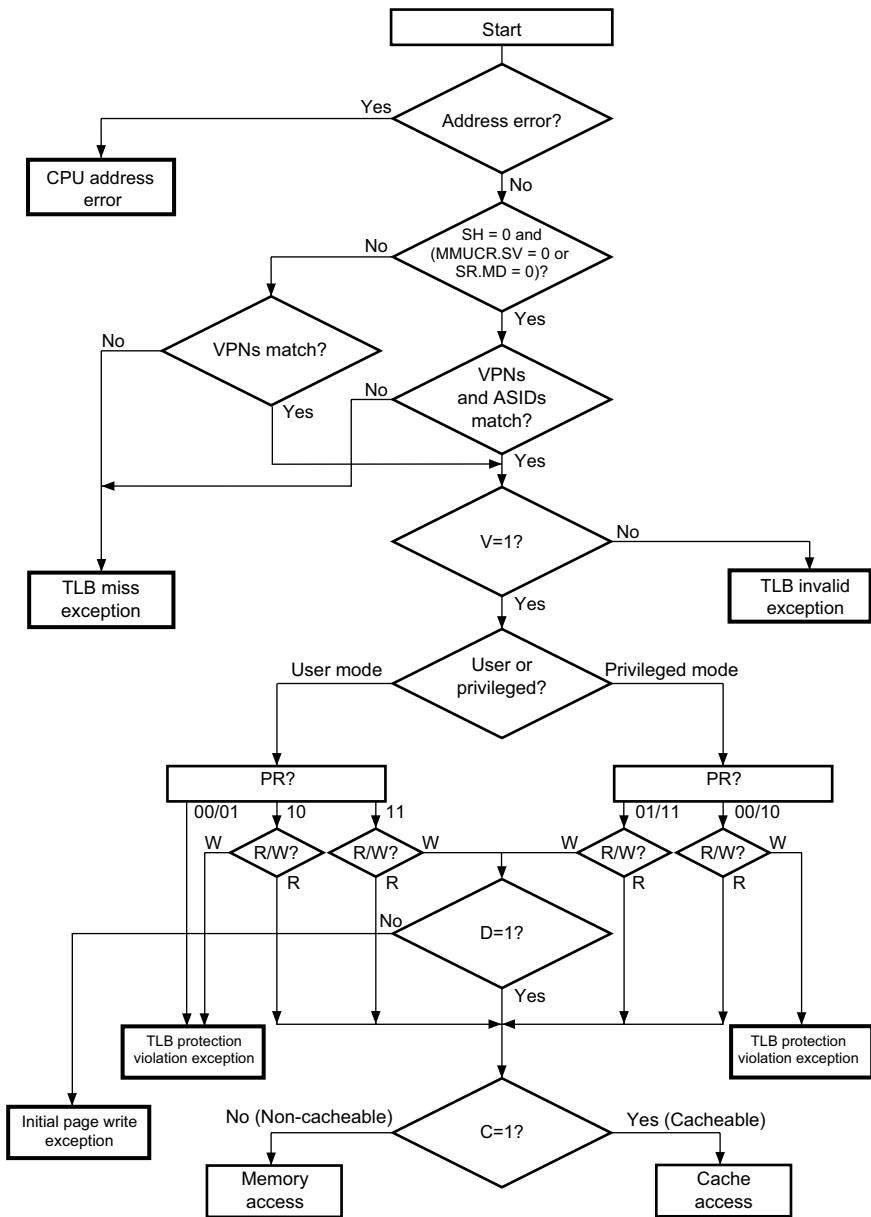 Start
Yes
Address error?
CPU address
error
No
SH = 0 and
(MMUCR.SV = 0 or
SR.MD = 0)?
No
Yes
No
VPNs match?
Yes
No
VPNs
and ASIDs
match?
Yes
V=1?
No
TLB miss
exception
TLB invalid
exception
Yes
User mode
User or
privileged?
Privileged mode
PR?
PR?
00/01
10
11
01/11
00/10
W
R/W?
R
R/W?
W
R
W
R/W?
R
R/W?
W
R
No
D=1?
Yes
TLB protection
violation exception
TLB protection
violation exception
Initial page write
exception
No (Non-cacheable)
C=1?
Yes (Cacheable)
Memory
access
Cache
access